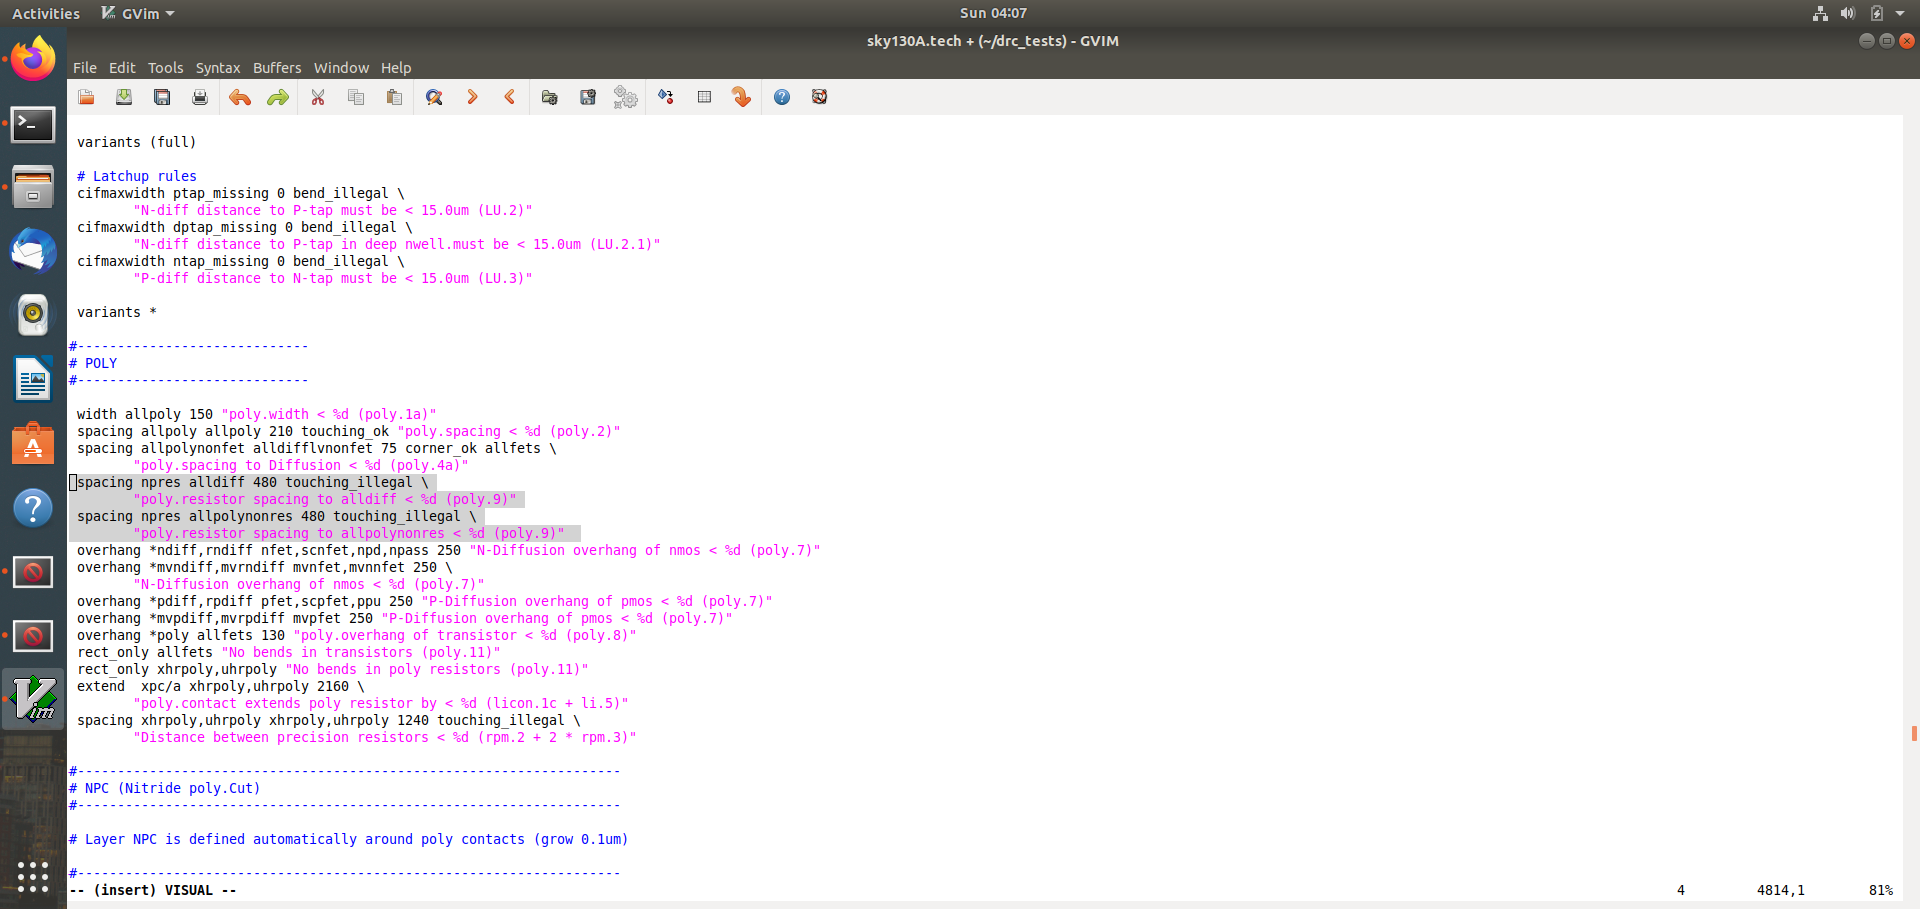 Activities GVim Sun 04:07
sky130A.tech + (~/drc_tests) - GVIM
File Edit Tools Syntax Buffers Window Help
variants (full)
# Latchup rules
cifmaxwidth ptap_missing 0 bend_illegal \
"N-diff distance to P-tap must be < 15.0um (LU.2)"
cifmaxwidth dptap_missing 0 bend_illegal \
"N-diff distance to P-tap in deep nwell.must be < 15.0um (LU.2.1)"
cifmaxwidth ntap_missing 0 bend_illegal \
"P-diff distance to N-tap must be < 15.0um (LU.3)"
variants *
#-----------------------------
# POLY
#-----------------------------
width allpoly 150 "poly.width < %d (poly.1a)"
spacing allpoly allpoly 210 touching_ok "poly.spacing < %d (poly.2)"
spacing allpolynonfet alldifflvnonfet 75 corner_ok allfets \
"poly.spacing to Diffusion < %d (poly.4a)"
spacing npres alldiff 480 touching_illegal \
"poly.resistor spacing to alldiff < %d (poly.9)"
spacing npres allpolynonres 480 touching_illegal \
"poly.resistor spacing to allpolynonres < %d (poly.9)"
overhang *ndiff,rndiff nfet,scnfet,npd,npass 250 "N-Diffusion overhang of nmos < %d (poly.7)"
overhang *mvndiff,mvrndiff mvnfet,mvnnfet 250 \
"N-Diffusion overhang of nmos < %d (poly.7)"
overhang *pdiff,rpdiff pfet,scpfet,ppu 250 "P-Diffusion overhang of pmos < %d (poly.7)"
overhang *mvpdiff,mvrpdiff mvpfet 250 "P-Diffusion overhang of pmos < %d (poly.7)"
overhang *poly allfets 130 "poly.overhang of transistor < %d (poly.8)"
rect_only allfets "No bends in transistors (poly.11)"
rect_only xhrpoly,uhrpoly "No bends in poly resistors (poly.11)"
extend  xpc/a xhrpoly,uhrpoly 2160 \
"poly.contact extends poly resistor by < %d (licon.1c + li.5)"
spacing xhrpoly,uhrpoly xhrpoly,uhrpoly 1240 touching_illegal \
"Distance between precision resistors < %d (rpm.2 + 2 * rpm.3)"
#--------------------------------------------------------------------
# NPC (Nitride poly.Cut)
#--------------------------------------------------------------------
# Layer NPC is defined automatically around poly contacts (grow 0.1um)
#--------------------------------------------------------------------
-- (insert) VISUAL -- 4 4814,1 81%